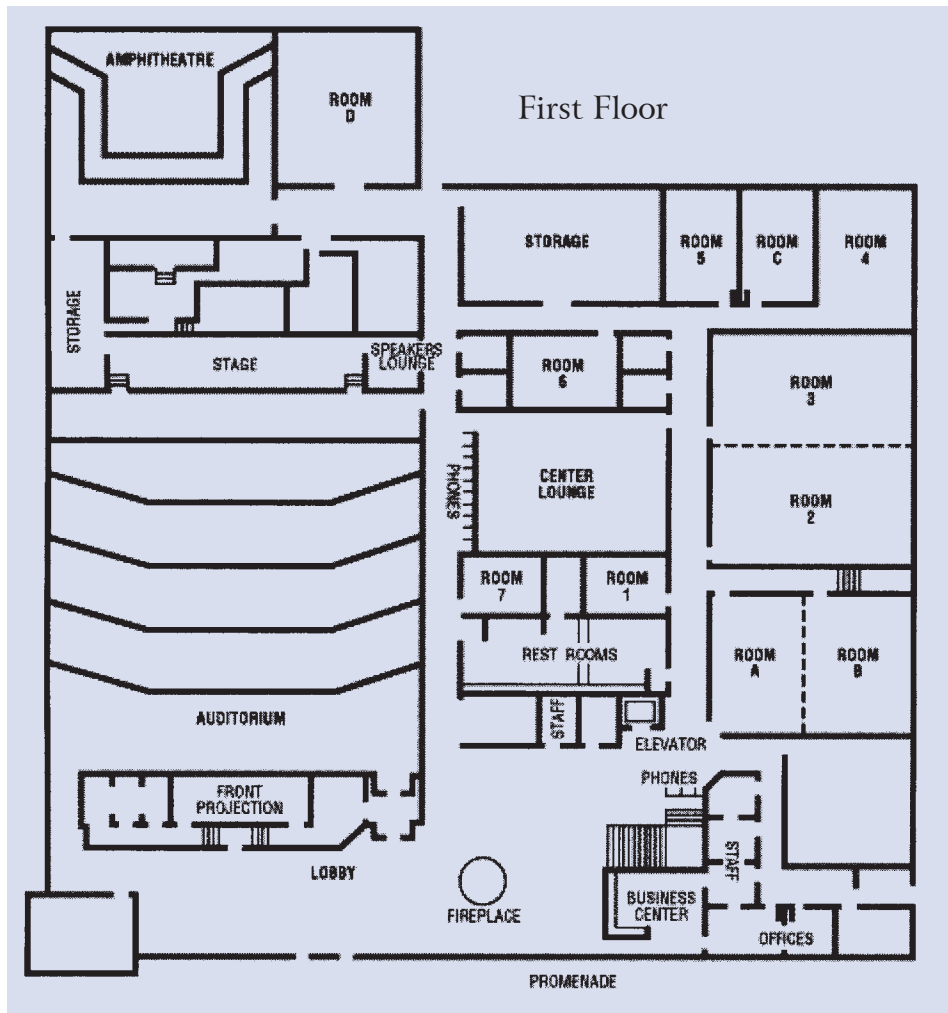 First Floor
AMPHITHEATRE
ROOM
D
STORAGE
ROOM
5
ROOM
C
ROOM
4
STORAGE
STAGE
SPEAKERS
LOUNGE
ROOM
6
ROOM
3
PHONES
CENTER
LOUNGE
ROOM
2
ROOM
7
ROOM
1
REST ROOMS
ROOM
A
ROOM
B
AUDITORIUM
STAFF
ELEVATOR
PHONES
FRONT
PROJECTION
STAFF
LOBBY
FIREPLACE
BUSINESS
CENTER
OFFICES
PROMENADE